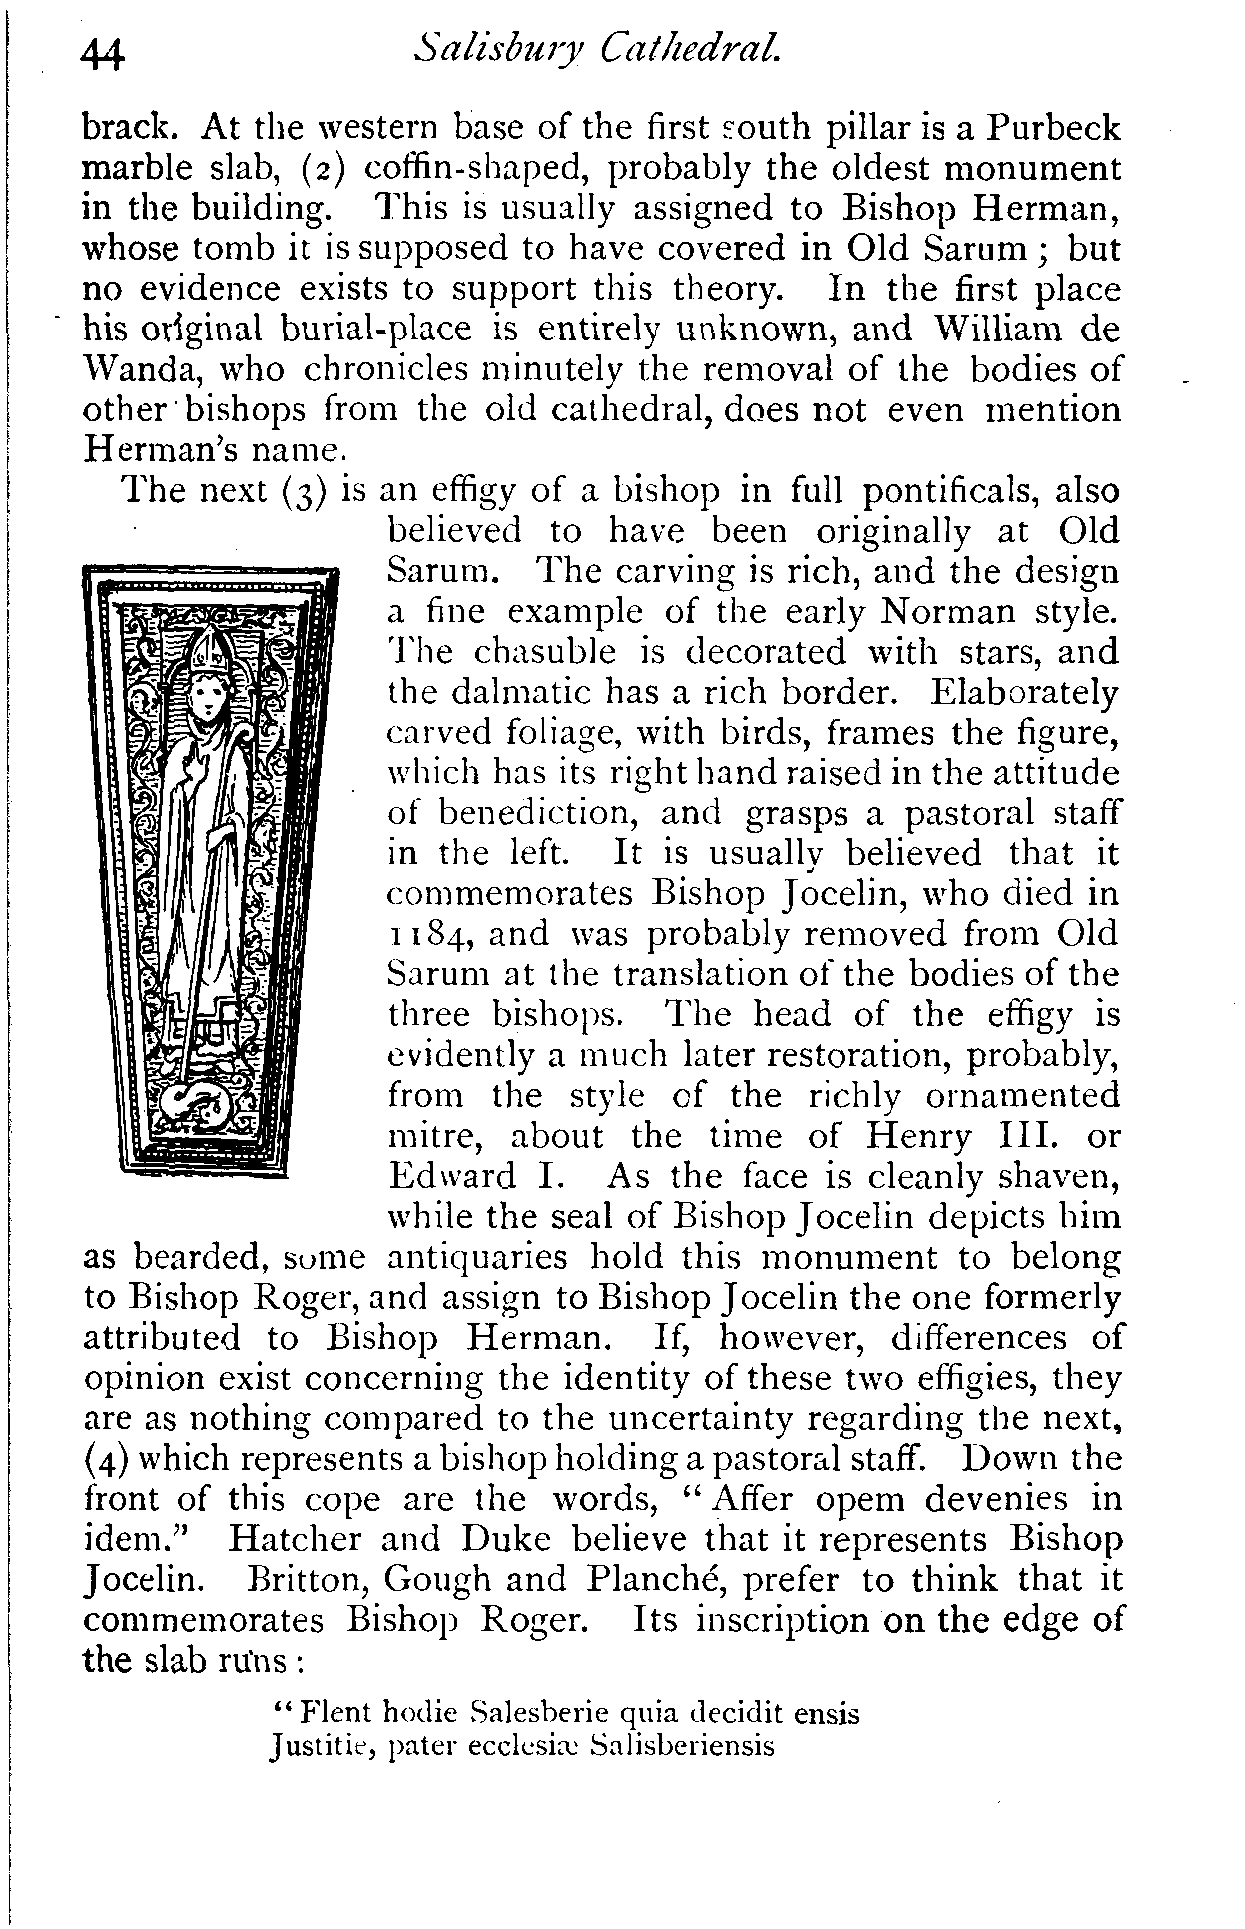 44 Salisbury Cathedral.
brack. At the western base of the first south pillar is a Purbeck
marble slab, (2) coffin-shaped, probably the oldest monument
in the building. This is usually assigned to Bishop Herman,
whose tomb it is supposed to have covered in Old Sarum ; but
no evidence exists to support this theory. In the first place
his original burial-place is entirely unknown, and William de
Wanda, who chronicles minutely the removal of the bodies of
other bishops from the old cathedral, does not even mention
Herman's name.
The next (3) is an effigy of a bishop in full pontificals, also
believed to have been originally at Old
Sarum. The carving is rich, and the design
a fine example of the early Norman style.
The chasuble is decorated with stars, and
the dalmatic has a rich border. Elaborately
carved foliage, with birds, frames the figure,
which has its right hand raised in the attitude
of benediction, and grasps a pastoral staff
in the left. It is usually believed that it
commemorates Bishop Jocelin, who died in
1184, and was probably removed from Old
Sarum at the translation of the bodies of the
three bishops. The head of the effigy is
evidently a much later restoration, probably,
from the style of the richly ornamented
mitre, about the time of Henry III. or
Edward I. As the face is cleanly shaven,
while the seal of Bishop Jocelin depicts him
as bearded, some antiquaries hold this monument to belong
to Bishop Roger, and assign to Bishop Jocelin the one formerly
attributed to Bishop Herman. If, however, differences of
opinion exist concerning the identity of these two effigies, they
are as nothing compared to the uncertainty regarding the next,
(4) which represents a bishop holding a pastoral staff. Down the
front of this cope are the words, “ Affer opem devenies in
idem.” Hatcher and Duke believe that it represents Bishop
Jocelin. Britton, Gough and Planché, prefer to think that it
commemorates Bishop Roger. Its inscription on the edge of
the slab runs :
“ Flent hodie Salesberie quia decidit ensis
Justitie, pater ecclesiæ Salisberiensis